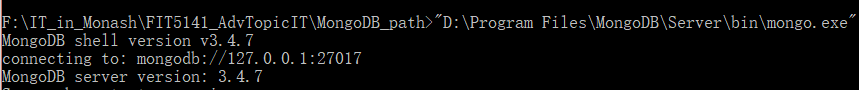 F:\IT_in_Monash\FIT5141_AdvTopicIT\MongoDB_path>"D:\Program Files\MongoDB\Server\bin\mongo.exe"
MongoDB shell version v3.4.7
connecting to: mongodb://127.0.0.1:27017
MongoDB server version: 3.4.7